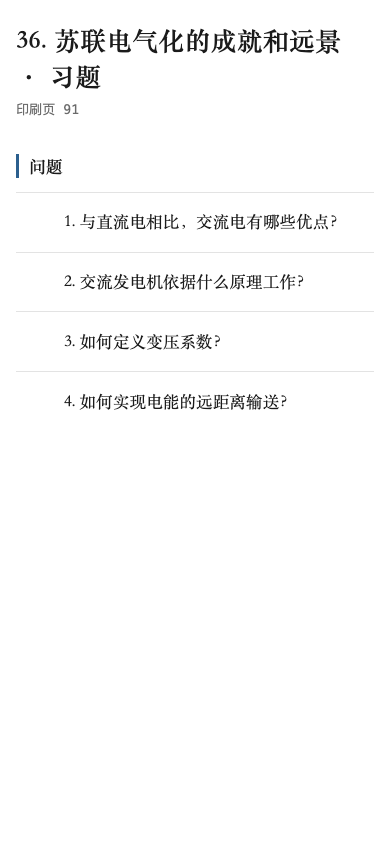 36. 苏联电气化的成就和远景
· 习题
印刷页 91
问题
1. 与直流电相比，交流电有哪些优点?
2. 交流发电机依据什么原理工作?
3. 如何定义变压系数?
4. 如何实现电能的远距离输送?